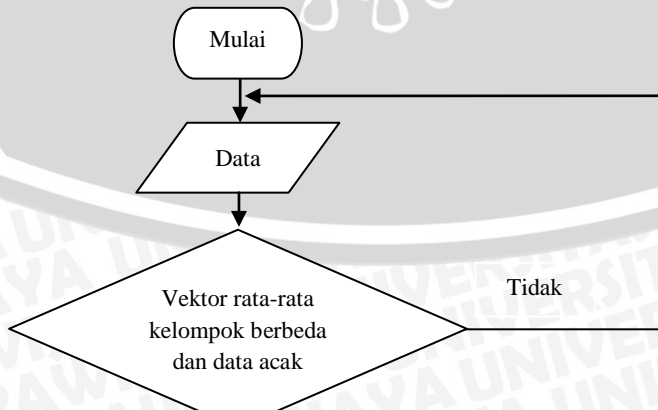 Mulai
Data
Vektor rata-rata
kelompok berbeda
dan data acak
Tidak